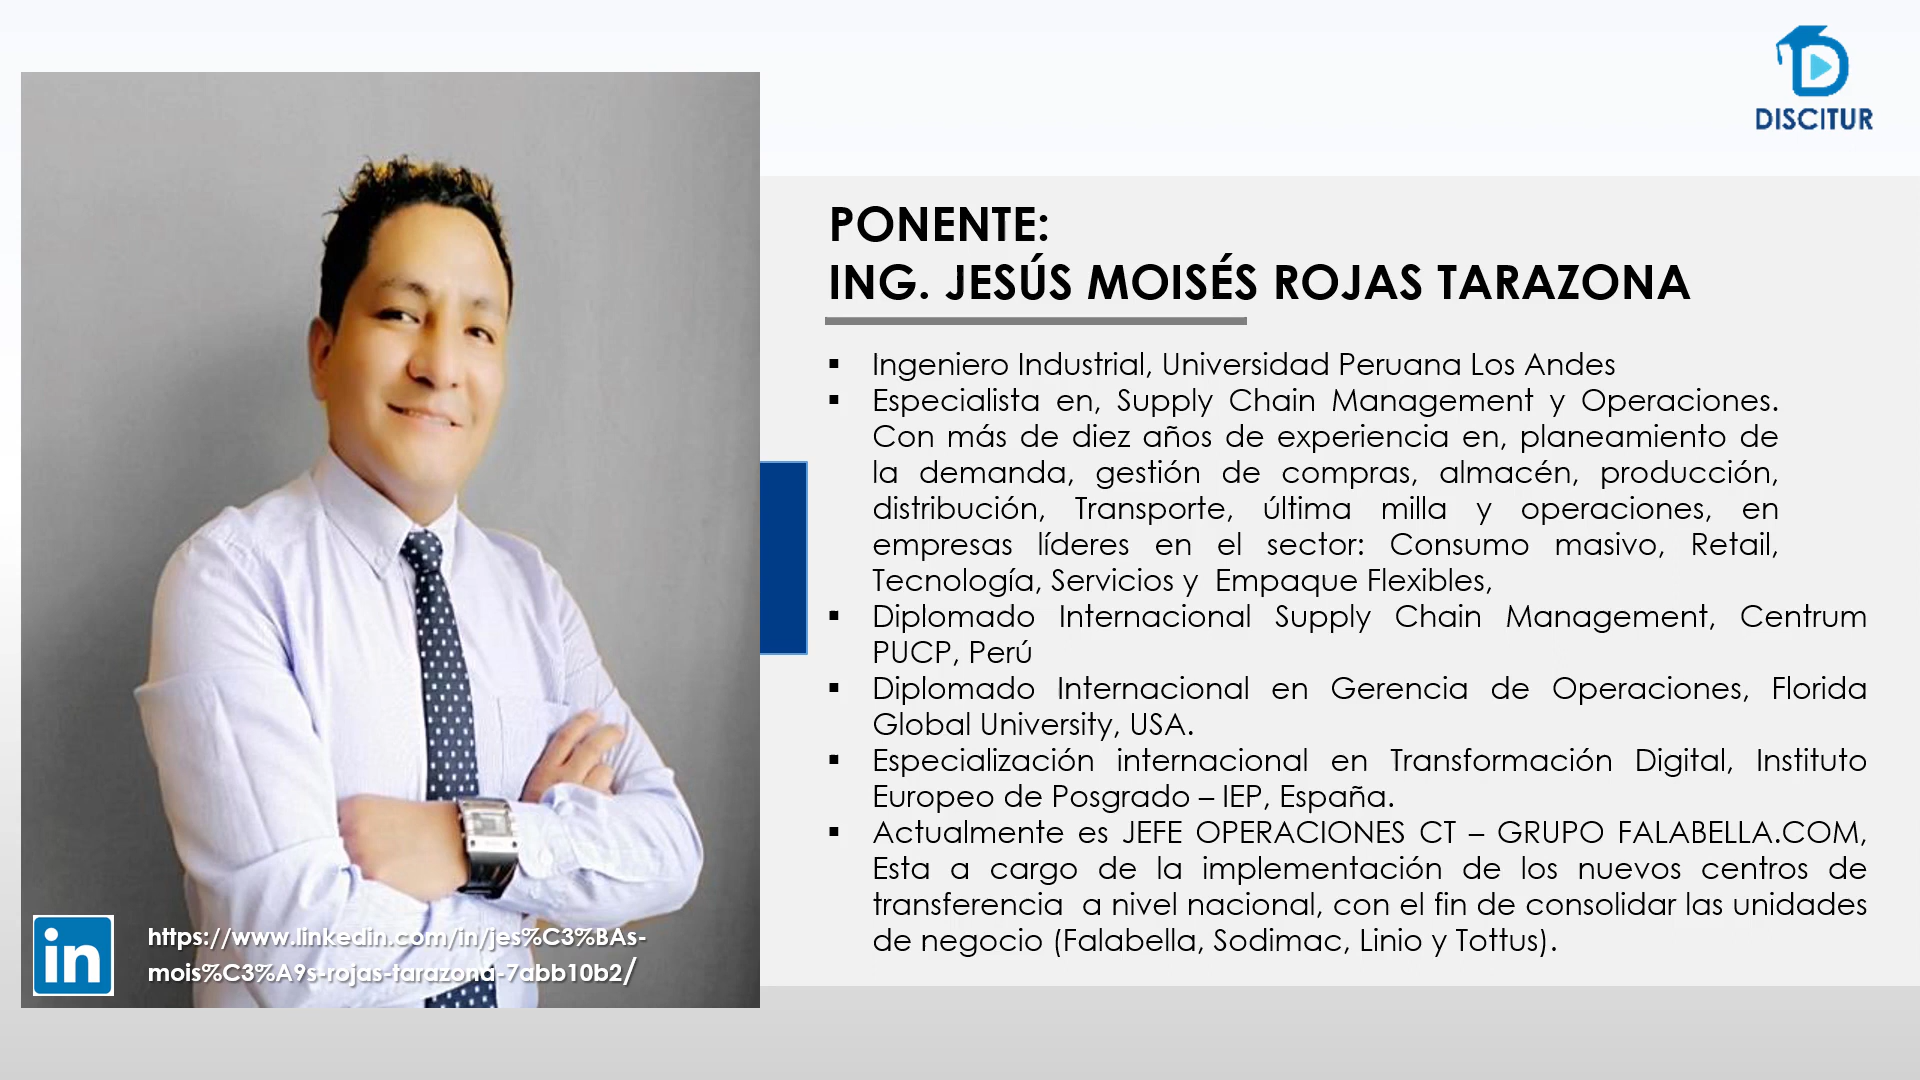 DISCITUR
PONENTE:
ING. JESÚS MOISÉS ROJAS TARAZONA
▪ Ingeniero Industrial, Universidad Peruana Los Andes
▪ Especialista en, Supply Chain Management y Operaciones.
Con más de diez años de experiencia en, planeamiento de
la demanda, gestión de compras, almacén, producción,
distribución, Transporte, última milla y operaciones, en
empresas líderes en el sector: Consumo masivo, Retail,
Tecnología, Servicios y Empaque Flexibles,
▪ Diplomado Internacional Supply Chain Management, Centrum
PUCP, Perú
▪ Diplomado Internacional en Gerencia de Operaciones, Florida
Global University, USA.
▪ Especialización internacional en Transformación Digital, Instituto
Europeo de Posgrado – IEP, España.
▪ Actualmente es JEFE OPERACIONES CT – GRUPO FALABELLA.COM,
Esta a cargo de la implementación de los nuevos centros de
transferencia a nivel nacional, con el fin de consolidar las unidades
de negocio (Falabella, Sodimac, Linio y Tottus).
in
https://www.linkedin.com/in/jes%C3%BAs-
mois%C3%A9s-rojas-tarazona-7abb10b2/